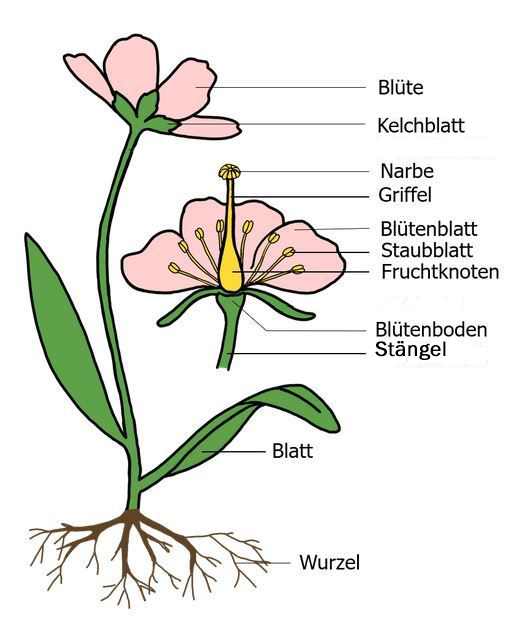 Blüte
Kelchblatt
Narbe
Griffel
Blütenblatt
Staubblatt
Fruchtknoten
Blütenboden
Stängel
Blatt
Wurzel